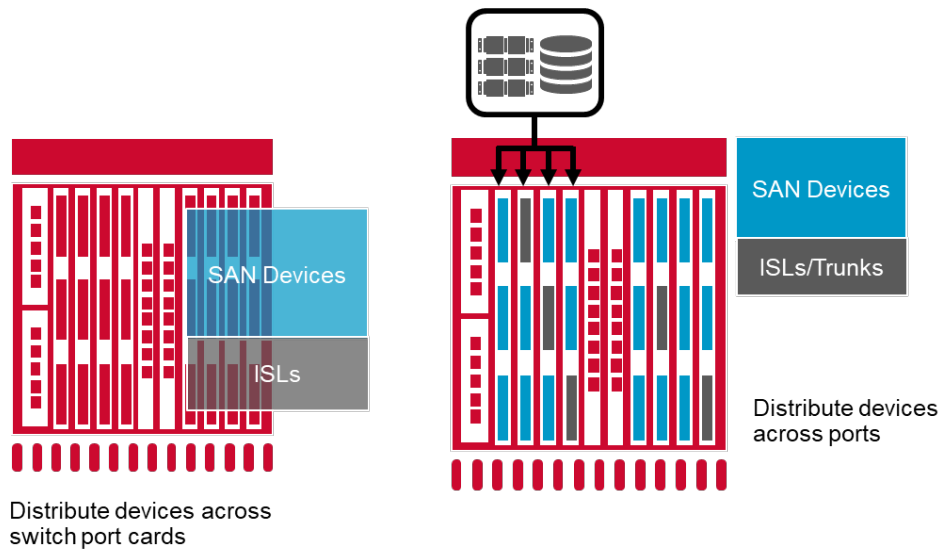 SAN Devices
ISLs
Distribute devices across
switch port cards
SAN Devices
ISLs/Trunks
Distribute devices
across ports